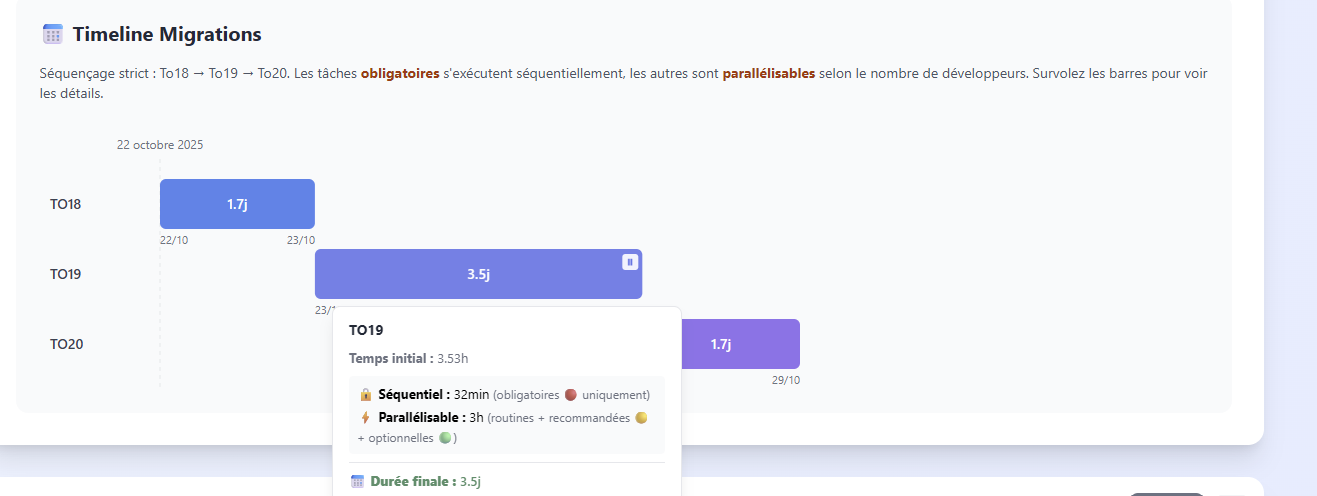 Timeline Migrations
Séquençage strict : To18 → To19 → To20. Les tâches obligatoires s'exécutent séquentiellement, les autres sont parallélisables selon le nombre de développeurs. Survolez les barres pour voir
les détails.
22 octobre 2025
TO18
1.7j
22/10
23/10
TO19
3.5j
TO19
Temps initial : 3.53h
Séquentiel : 32min (obligatoires uniquement)
Parallélisable : 3h (routines + recommandées
+ optionnelles )
Durée finale : 3.5j
TO20
1.7j
29/10